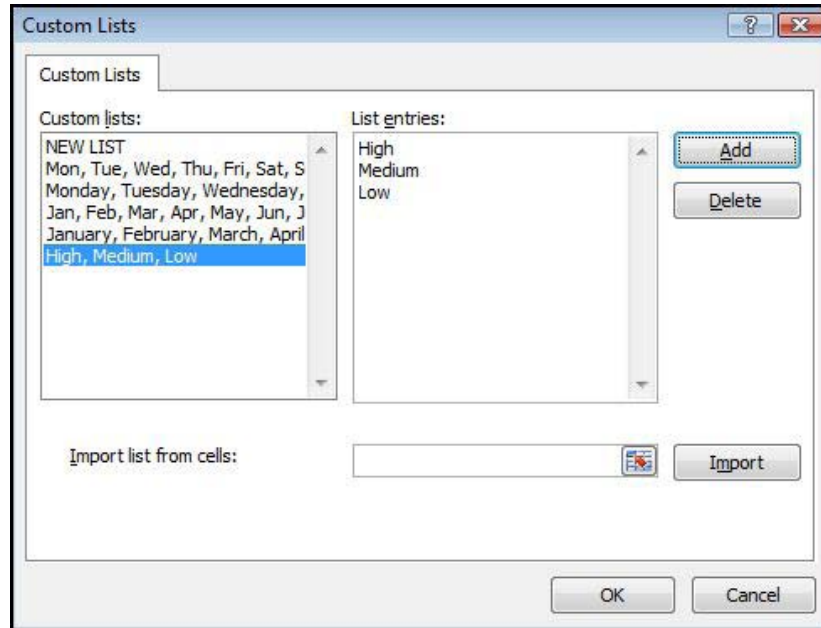 Custom Lists
Custom Lists
Custom lists:
NEW LIST
Mon, Tue, Wed, Thu, Fri, Sat, S
Monday, Tuesday, Wednesday,
Jan, Feb, Mar, Apr, May, Jun, J
January, February, March, April
High, Medium, Low
List entries:
High
Medium
Low
Add
Delete
Import list from cells:
Import
OK
Cancel